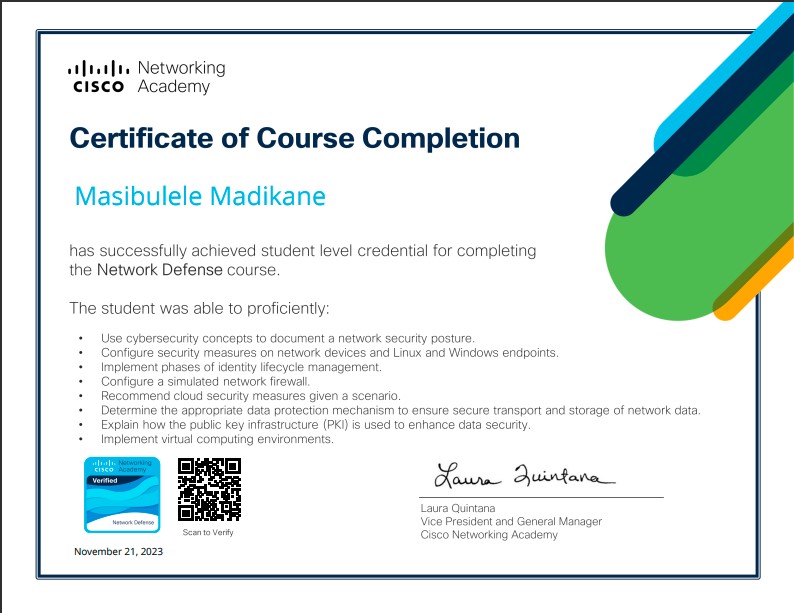 Networking
CISCO Academy
Certificate of Course Completion
Masibulele Madikane
has successfully achieved student level credential for completing
the Network Defense course.
The student was able to proficiently:
• Use cybersecurity concepts to document a network security posture.
• Configure security measures on network devices and Linux and Windows endpoints.
• Implement phases of identity lifecycle management.
• Configure a simulated network firewall.
• Recommend cloud security measures given a scenario.
• Determine the appropriate data protection mechanism to ensure secure transport and storage of network data.
• Explain how the public key infrastructure (PKI) is used to enhance data security.
• Implement virtual computing environments.
Networking
CISCO Academy
Verified
Network Defense
Scan to Verify
November 21, 2023
Laura Quintana
Laura Quintana
Vice President and General Manager
Cisco Networking Academy